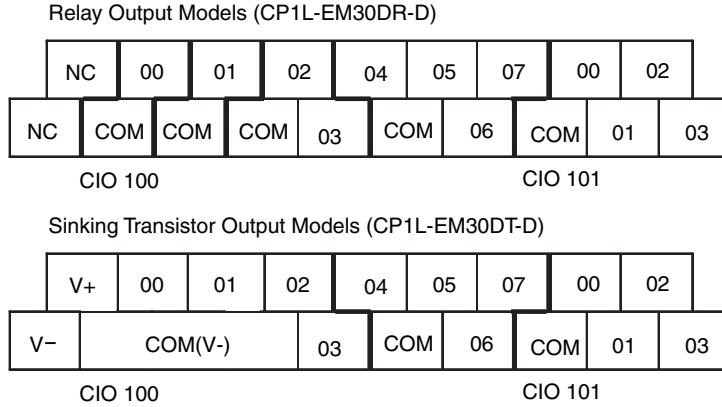 Relay Output Models (CP1L-EM30DR-D)
NC 00 01 02 04 05 07 00 02
NC COM COM COM 03 COM 06 COM 01 03
CIO 100 CIO 101
Sinking Transistor Output Models (CP1L-EM30DT-D)
V+ 00 01 02 04 05 07 00 02
V− COM(V-) 03 COM 06 COM 01 03
CIO 100 CIO 101